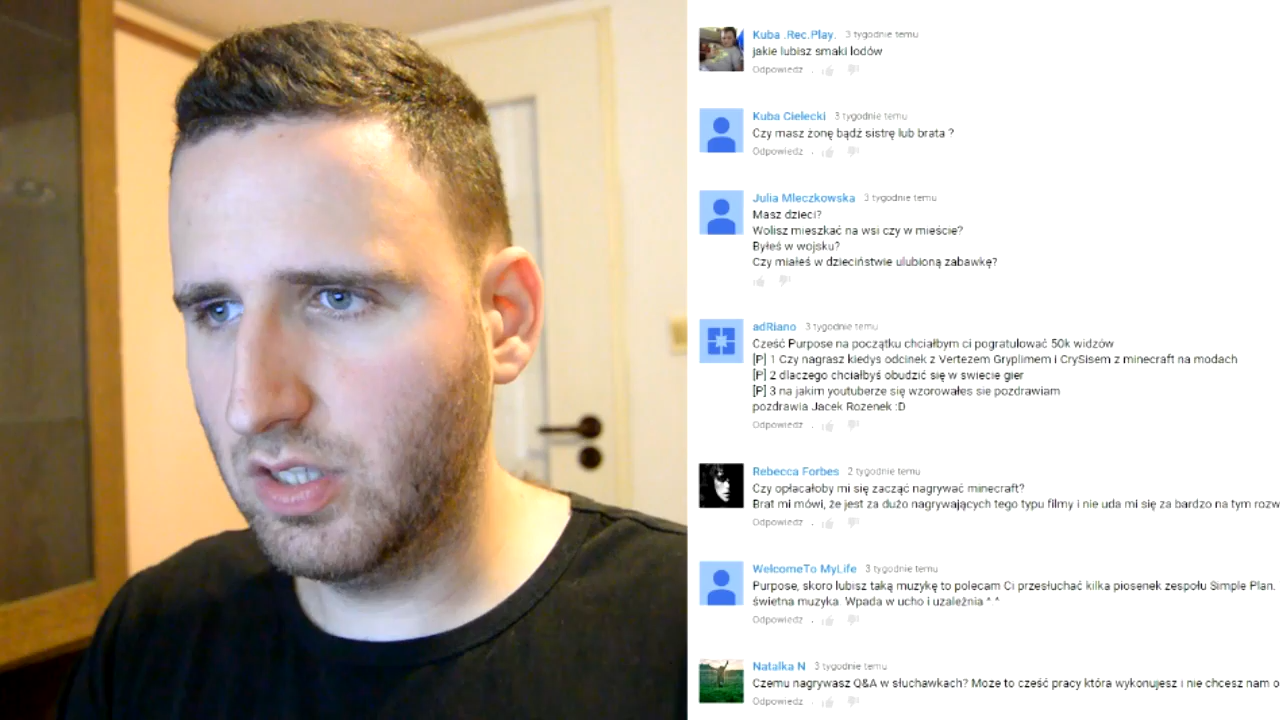 Kuba .Rec.Play. 3 tygodnie temu
jakie lubisz smaki lodów
Odpowiedz .
Kuba Cielecki 3 tygodnie temu
Czy masz żonę bądź sistrę lub brata ?
Odpowiedz .
Julia Mleczkowska 3 tygodnie temu
Masz dzieci?
Wolisz mieszkać na wsi czy w mieście?
Byłeś w wojsku?
Czy miałeś w dzieciństwie ulubioną zabawkę?
adRiano 3 tygodnie temu
Cześć Purpose na początku chciałbym ci pogratulować 50k widzów
[P] 1 Czy nagrasz kiedys odcinek z Vertezem Gryplimem i CrySisem z minecraft na modach
[P] 2 dlaczego chciałbyś obudzić się w swiecie gier
[P] 3 na jakim youtuberze się wzorowałes sie pozdrawiam
pozdrawia Jacek Rozenek :D
Odpowiedz .
Rebecca Forbes 2 tygodnie temu
Czy opłacałoby mi się zacząć nagrywać minecraft?
Brat mi mówi, że jest za dużo nagrywających tego typu filmy i nie uda mi się za bardzo na tym rozw
Odpowiedz .
WelcomeTo MyLife 3 tygodnie temu
Purpose, skoro lubisz taką muzykę to polecam Ci przesłuchać kilka piosenek zespołu Simple Plan.
świetna muzyka. Wpada w ucho i uzależnia ^.^
Odpowiedz .
Natalka N 3 tygodnie temu
Czemu nagrywasz Q&A w słuchawkach? Moze to cześć pracy która wykonujesz i nie chcesz nam o
Odpowiedz .